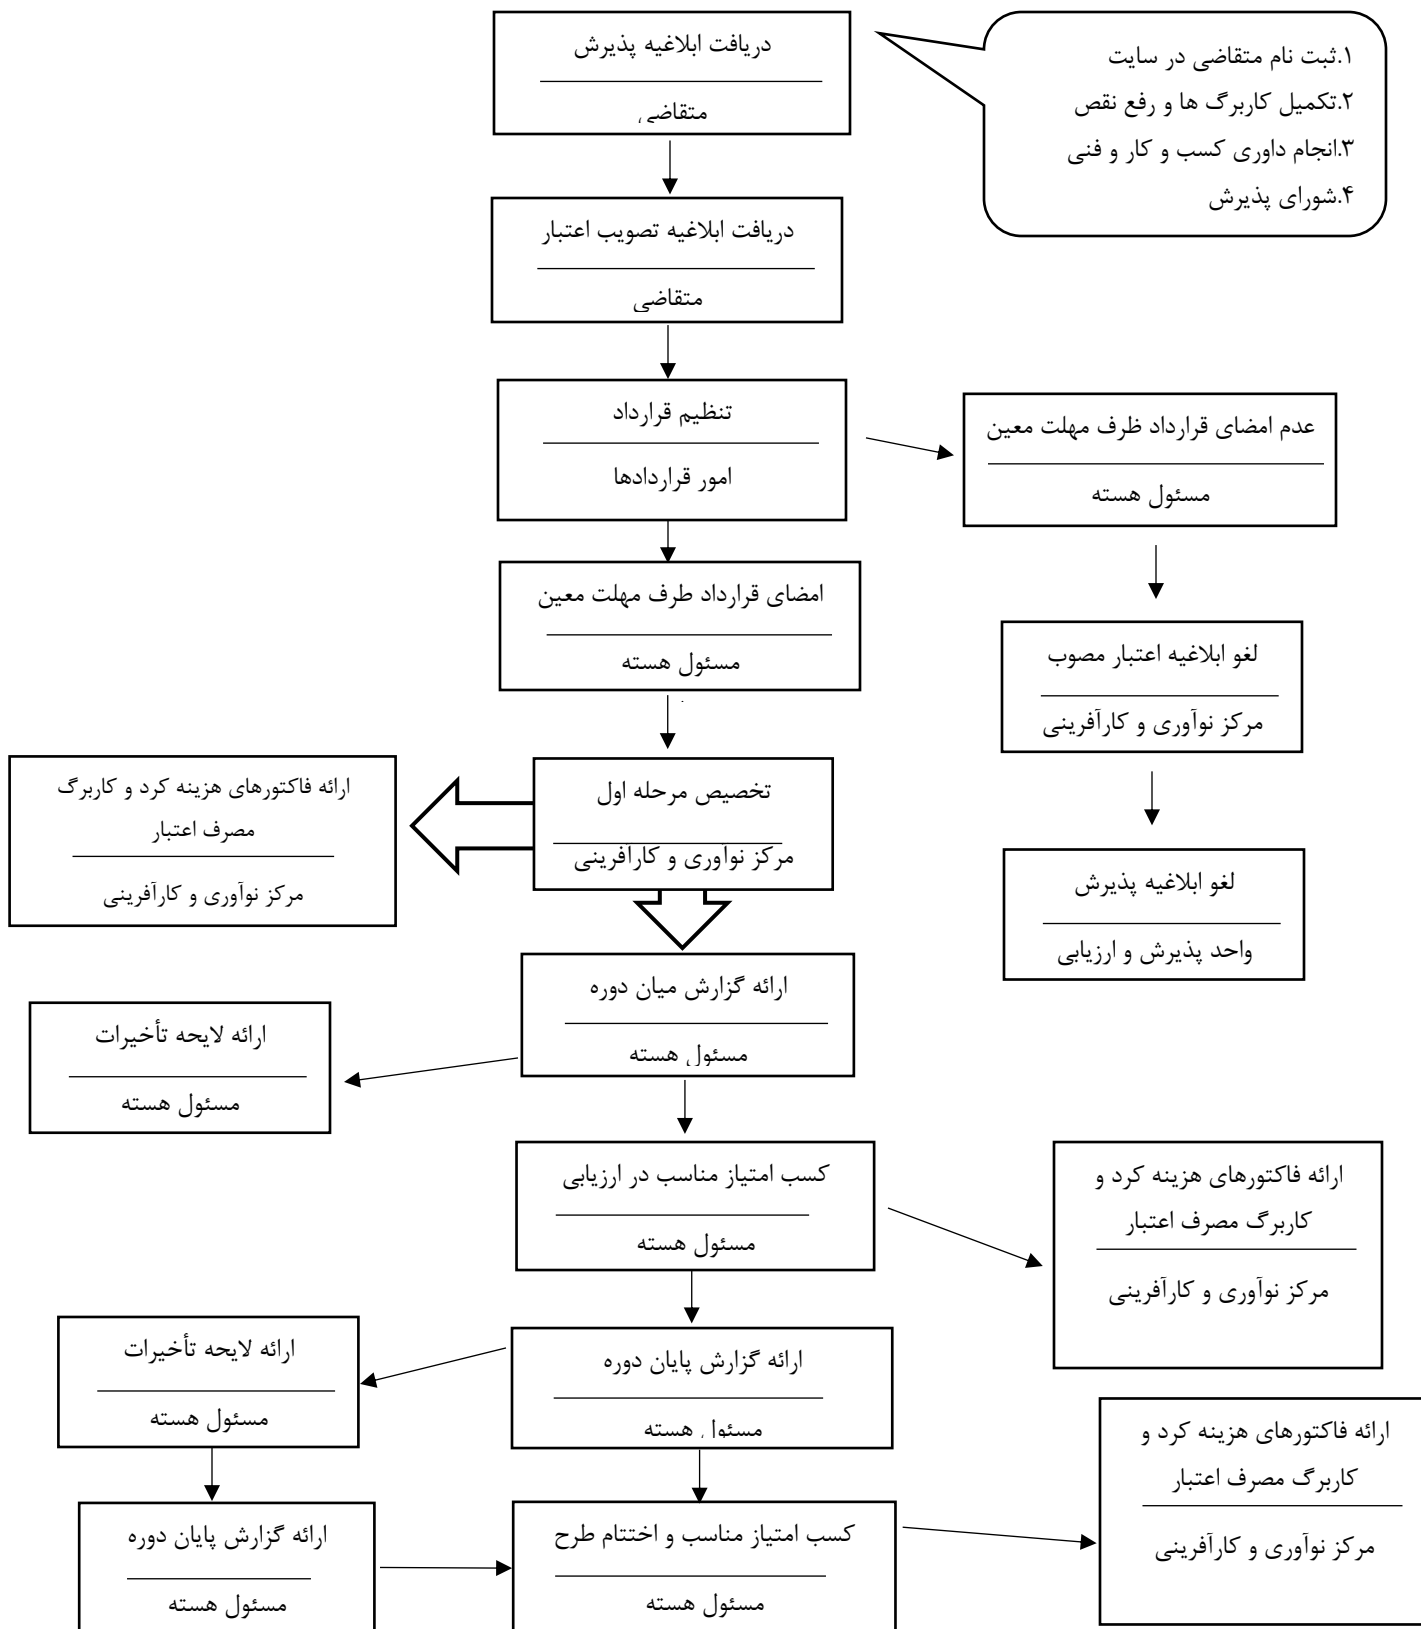 دریافت ابلاغیه پذیرش
متقاضی
۱.ثبت نام متقاضی در سایت
۲.تکمیل کاربرگ ها و رفع نقص
۳.انجام داوری کسب و کار و فنی
۴.شورای پذیرش
دریافت ابلاغیه تصویب اعتبار
متقاضی
تنظیم قرارداد
امور قراردادها
عدم امضای قرارداد ظرف مهلت معین
مسئول هسته
امضای قرارداد طرف مهلت معین
مسئول هسته
لغو ابلاغیه اعتبار مصوب
مرکز نوآوری و کارآفرینی
تخصیص مرحله اول
مرکز نوآوری و کارآفرینی
ارائه فاکتورهای هزینه کرد و کاربرگ
مصرف اعتبار
مرکز نوآوری و کارآفرینی
لغو ابلاغیه پذیرش
واحد پذیرش و ارزیابی
ارائه گزارش میان دوره
مسئول هسته
ارائه لایحه تأخیرات
مسئول هسته
کسب امتیاز مناسب در ارزیابی
مسئول هسته
ارائه فاکتورهای هزینه کرد و
کاربرگ مصرف اعتبار
مرکز نوآوری و کارآفرینی
ارائه گزارش پایان دوره
مسئول هسته
ارائه لایحه تأخیرات
مسئول هسته
ارائه فاکتورهای هزینه کرد و
کاربرگ مصرف اعتبار
مرکز نوآوری و کارآفرینی
کسب امتیاز مناسب و اختتام طرح
مسئول هسته
ارائه گزارش پایان دوره
مسئول هسته